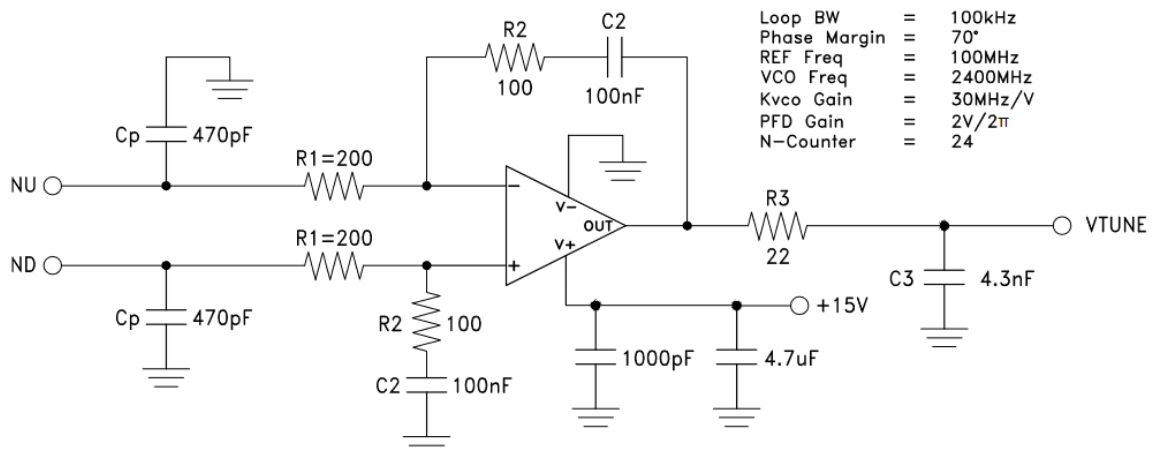 Loop BW = 100kHz
Phase Margin = 70°
REF Freq = 100MHz
VCO Freq = 2400MHz
Kvco Gain = 30MHz/V
PFD Gain = 2V/2π
N-Counter = 24
R2
100
C2
100nF
Cp
470pF
NU
R1=200
−
V−
OUT
V+
+
R3
22
VTUNE
ND
R1=200
Cp
470pF
R2
100
C2
100nF
+15V
1000pF
4.7uF
C3
4.3nF